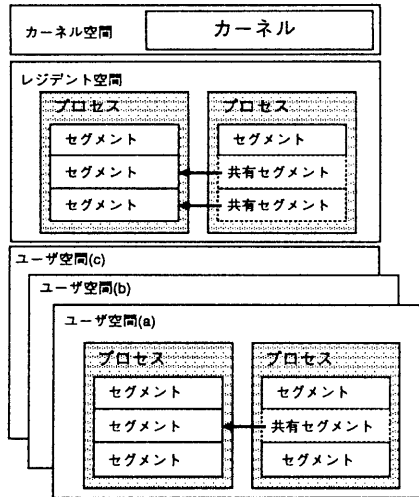 カーネル空間
カーネル
レジデント空間
プロセス
セグメント
セグメント
セグメント
プロセス
セグメント
共有セグメント
共有セグメント
ユーザ空間(c)
ユーザ空間(b)
ユーザ空間(a)
プロセス
セグメント
セグメント
セグメント
プロセス
セグメント
共有セグメント
セグメント